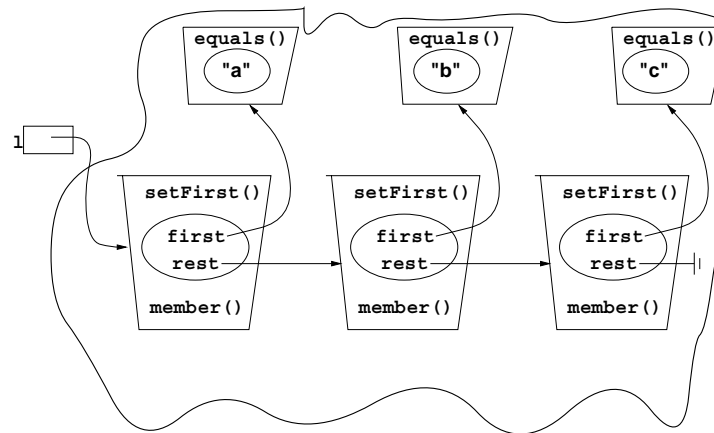 equals() equals() equals()
"a" "b" "c"
l
setFirst() setFirst() setFirst()
first first first
rest rest rest
member() member() member()